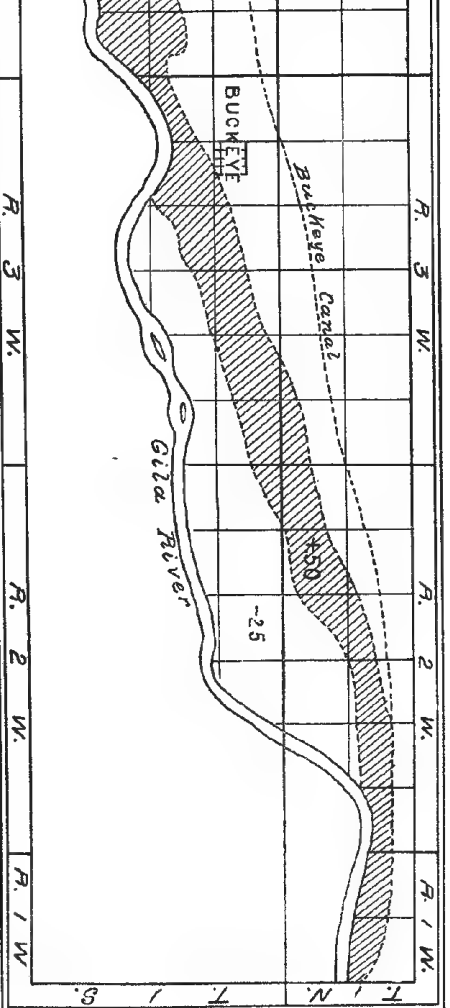 BUCKEYE
Buckeye Canal
R. 3 W.
R. 3 W.
Gila River
+50
-25
R. 2 W.
R. 2 W.
R. 1 W.
R. 1 W.
T. 1 N.
T. 1 S.